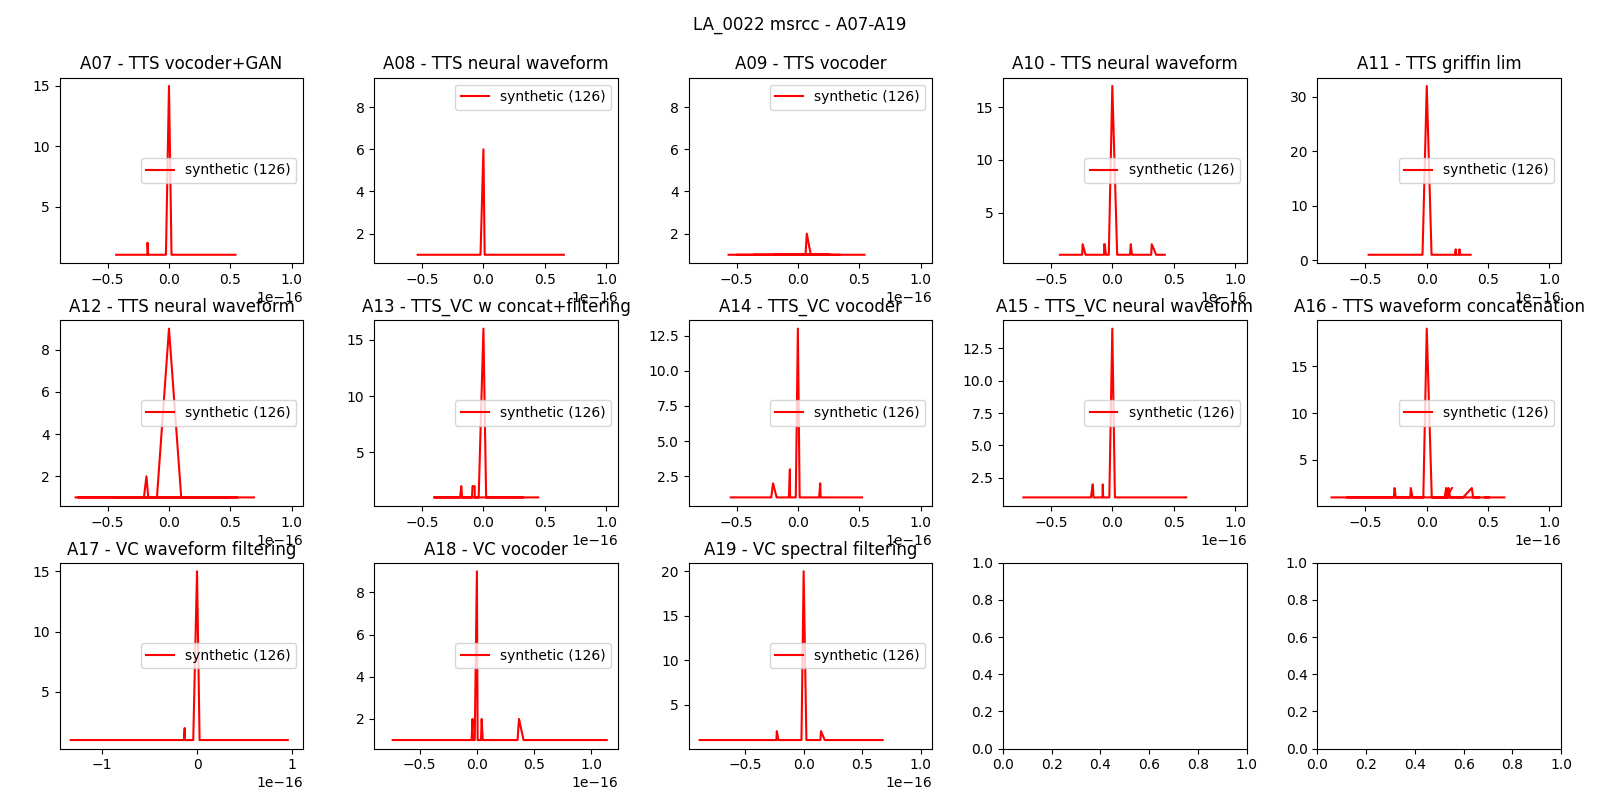 LA_0022 msrcc - A07-A19
A07 - TTS vocoder+GAN
15
10
5
synthetic (126)
−0.5 0.0 0.5 1.0
1e−16
A08 - TTS neural waveform
8
6
4
2
synthetic (126)
−0.5 0.0 0.5 1.0
1e−16
A09 - TTS vocoder
8
6
4
2
synthetic (126)
−0.5 0.0 0.5 1.0
1e−16
A10 - TTS neural waveform
15
10
5
synthetic (126)
−0.5 0.0 0.5 1.0
1e−16
A11 - TTS griffin lim
30
20
10
0
synthetic (126)
−0.5 0.0 0.5 1.0
1e−16
A12 - TTS neural waveform
8
6
4
2
synthetic (126)
−0.5 0.0 0.5 1.0
1e−16
A13 - TTS_VC w concat+filtering
15
10
5
synthetic (126)
−0.5 0.0 0.5 1.0
1e−16
A14 - TTS_VC vocoder
12.5
10.0
7.5
5.0
2.5
synthetic (126)
−0.5 0.0 0.5 1.0
1e−16
A15 - TTS_VC neural waveform
12.5
10.0
7.5
5.0
2.5
synthetic (126)
−0.5 0.0 0.5 1.0
1e−16
A16 - TTS waveform concatenation
15
10
5
synthetic (126)
−0.5 0.0 0.5 1.0
1e−16
A17 - VC waveform filtering
15
10
5
synthetic (126)
−1 0 1
1e−16
A18 - VC vocoder
8
6
4
2
synthetic (126)
−0.5 0.0 0.5 1.0
1e−16
A19 - VC spectral filtering
20
15
10
5
synthetic (126)
−0.5 0.0 0.5 1.0
1e−16
1.0
0.8
0.6
0.4
0.2
0.0
0.0 0.2 0.4 0.6 0.8 1.0
1.0
0.8
0.6
0.4
0.2
0.0
0.0 0.2 0.4 0.6 0.8 1.0